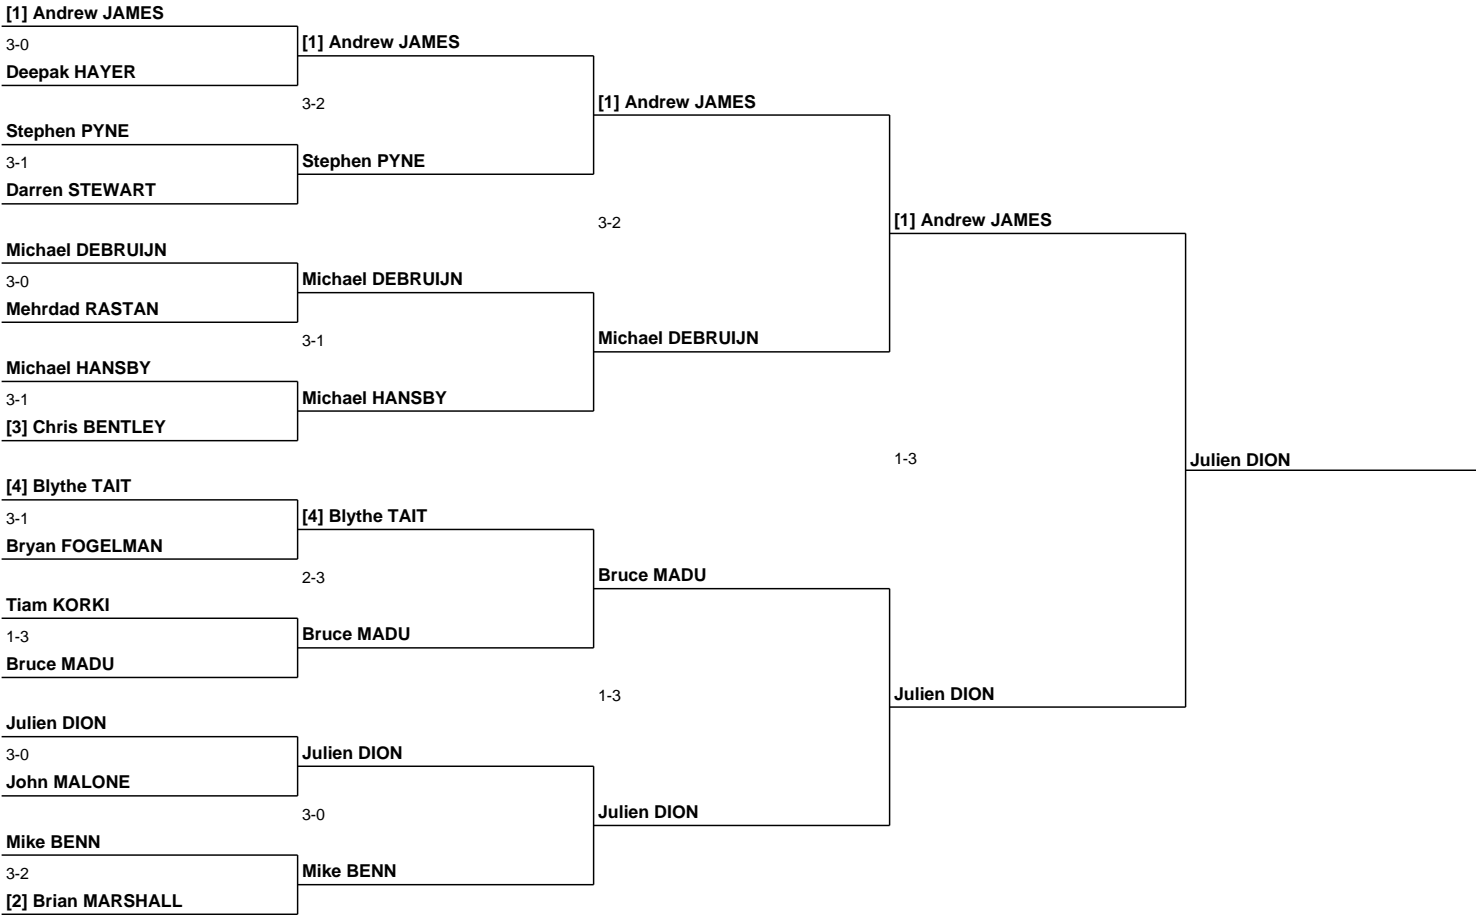 [1] Andrew JAMES
3-0
Deepak HAYER
Stephen PYNE
3-1
Darren STEWART
Michael DEBRUIJN
3-0
Mehrdad RASTAN
Michael HANSBY
3-1
[3] Chris BENTLEY
[4] Blythe TAIT
3-1
Bryan FOGELMAN
Tiam KORKI
1-3
Bruce MADU
Julien DION
3-0
John MALONE
Mike BENN
3-2
[2] Brian MARSHALL
[1] Andrew JAMES
3-2
Stephen PYNE
Michael DEBRUIJN
3-1
Michael HANSBY
[4] Blythe TAIT
2-3
Bruce MADU
Julien DION
3-0
Mike BENN
[1] Andrew JAMES
3-2
Michael DEBRUIJN
Bruce MADU
1-3
Julien DION
[1] Andrew JAMES
1-3
Julien DION
Julien DION